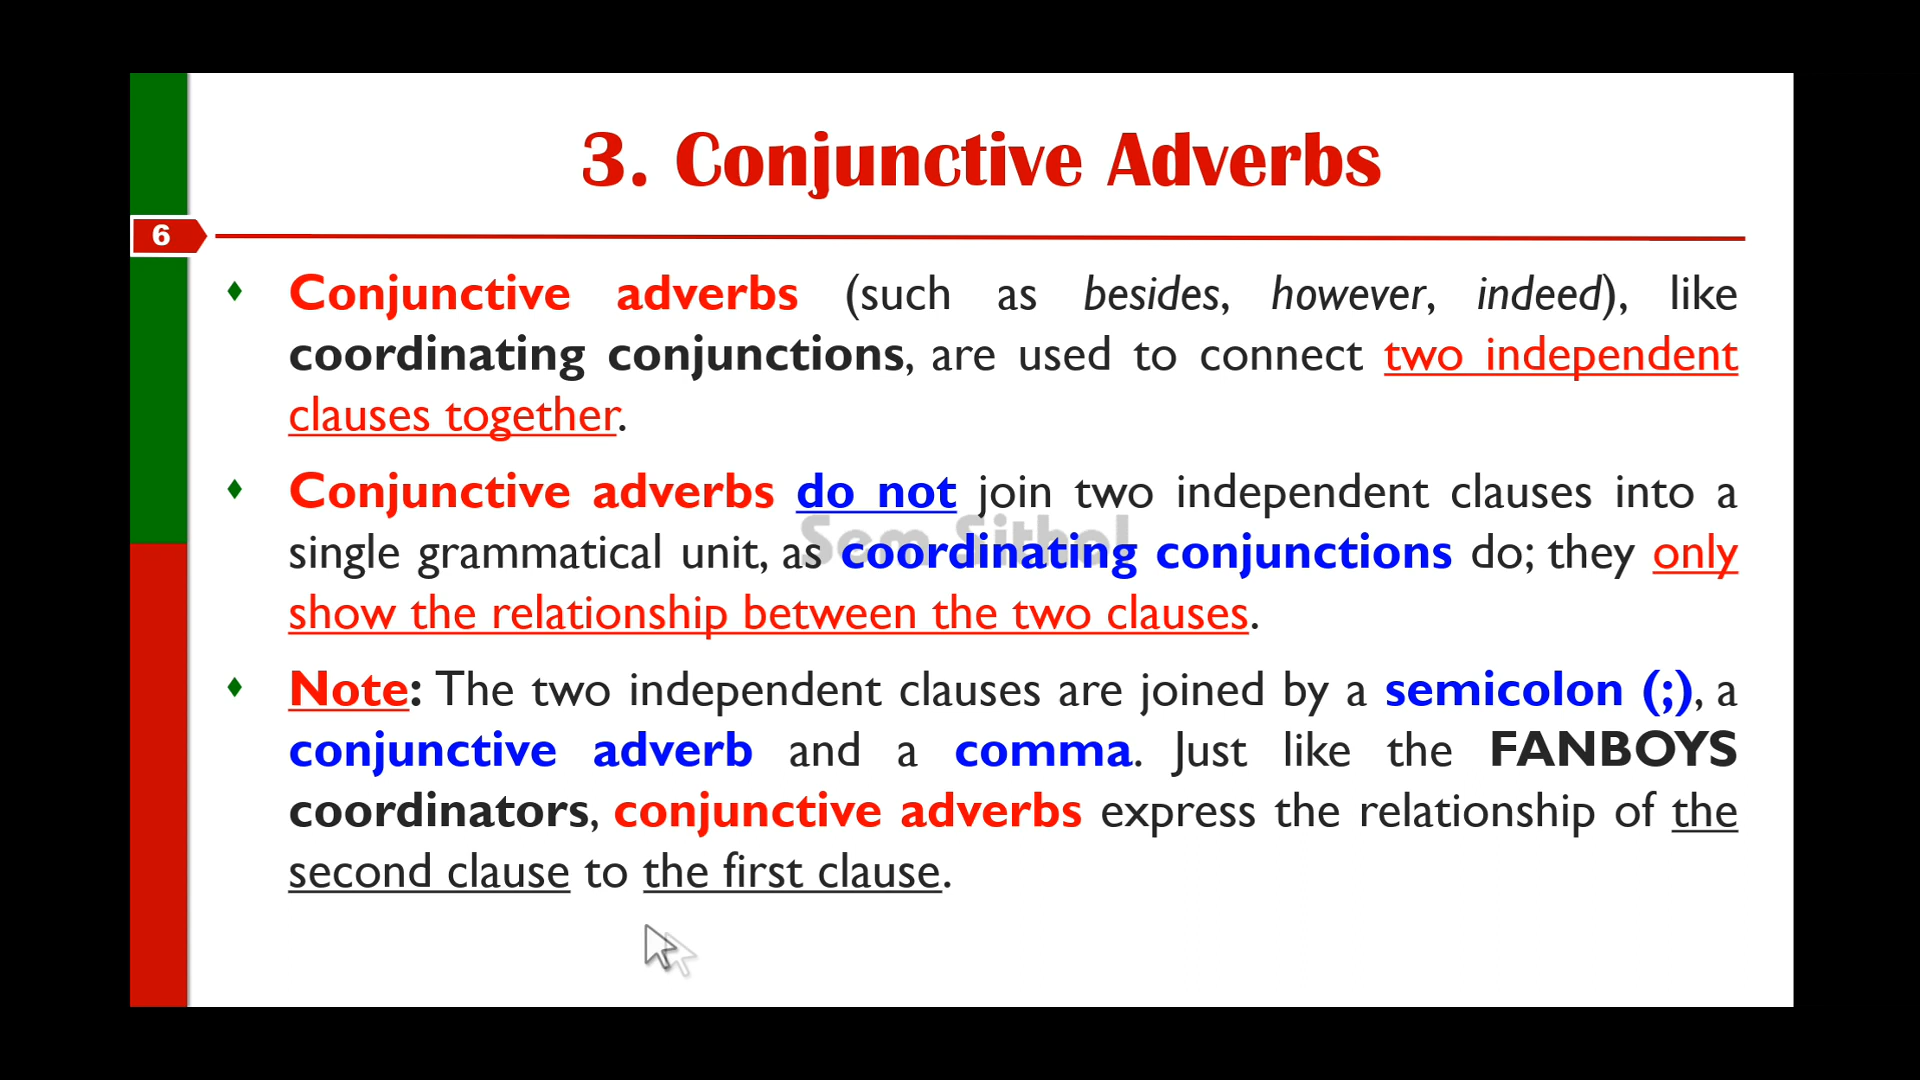 3. Conjunctive Adverbs
6
Conjunctive adverbs (such as besides, however, indeed), like
coordinating conjunctions, are used to connect two independent
clauses together.
Conjunctive adverbs do not join two independent clauses into a
single grammatical unit, as coordinating conjunctions do; they only
show the relationship between the two clauses.
Note: The two independent clauses are joined by a semicolon (;), a
conjunctive adverb and a comma. Just like the FANBOYS
coordinators, conjunctive adverbs express the relationship of the
second clause to the first clause.